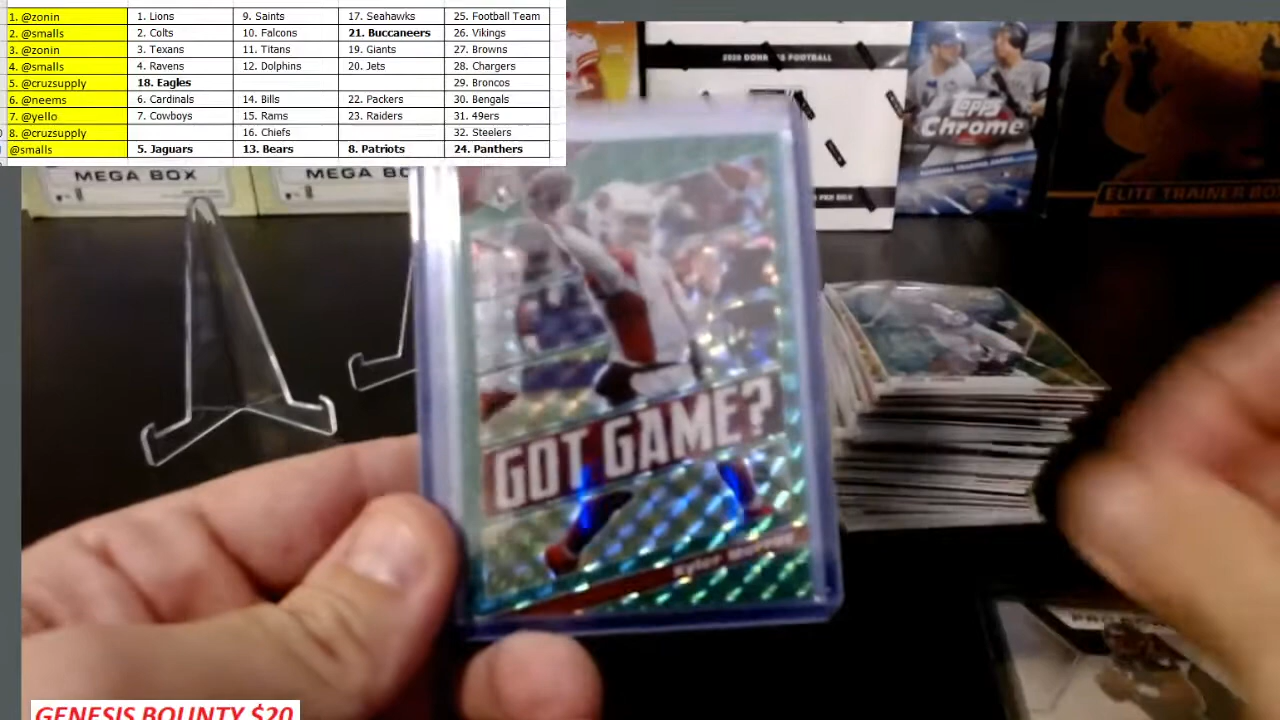 1. @zonin 1. Lions 9. Saints 17. Seahawks 25. Football Team
2. @smalls 2. Colts 10. Falcons 21. Buccaneers 26. Vikings
3. @zonin 3. Texans 11. Titans 19. Giants 27. Browns
4. @smalls 4. Ravens 12. Dolphins 20. Jets 28. Chargers
5. @cruzsupply 18. Eagles 29. Broncos
6. @neems 6. Cardinals 14. Bills 22. Packers 30. Bengals
7. @yello 7. Cowboys 15. Rams 23. Raiders 31. 49ers
8. @cruzsupply 16. Chiefs 32. Steelers
@smalls 5. Jaguars 13. Bears 8. Patriots 24. Panthers
FOOTBALL
Topps
Chrome
MEGA BOX
MEGA
PER BOX
ELITE TRAINER
GOT GAME?
Kyler Murray
GENESIS BOUNTY $20